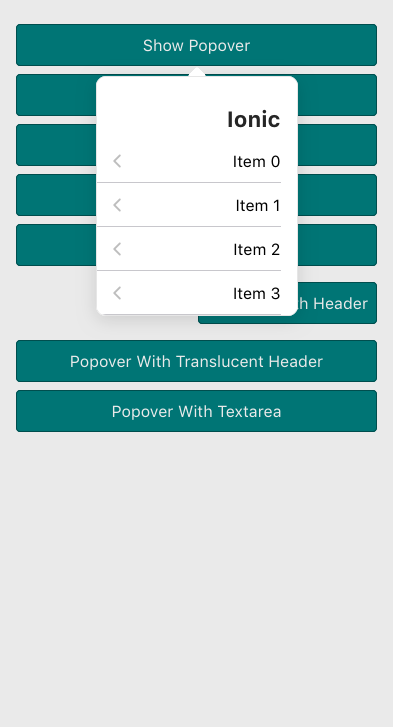 Show Popover
Ionic
Item 0
Item 1
Item 2
Item 3
Header
Popover With Translucent Header
Popover With Textarea